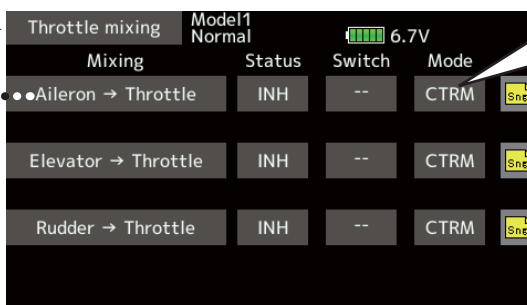 Throttle mixing Model1
Normal 6.7V
Mixing Status Switch Mode
Aileron → Throttle INH -- CTRM
Elevator → Throttle INH -- CTRM
Rudder → Throttle INH -- CTRM